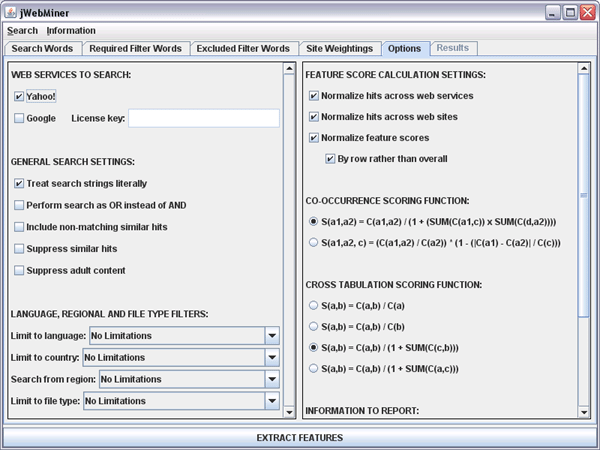 jWebMiner
Search Information
Search Words Required Filter Words Excluded Filter Words Site Weightings Options Results
WEB SERVICES TO SEARCH:
Yahoo!
Google License key:
GENERAL SEARCH SETTINGS:
Treat search strings literally
Perform search as OR instead of AND
Include non-matching similar hits
Suppress similar hits
Suppress adult content
LANGUAGE, REGIONAL AND FILE TYPE FILTERS:
Limit to language: No Limitations
Limit to country: No Limitations
Search from region: No Limitations
Limit to file type: No Limitations
FEATURE SCORE CALCULATION SETTINGS:
Normalize hits across web services
Normalize hits across web sites
Normalize feature scores
By row rather than overall
CO-OCCURRENCE SCORING FUNCTION:
S(a1,a2) = C(a1,a2) / (1 + (SUM(C(a1,c)) x SUM(C(d,a2))))
S(a1,a2, c) = (C(a1,a2) / C(a2)) * (1 - (|C(a1) - C(a2)| / C(c)))
CROSS TABULATION SCORING FUNCTION:
S(a,b) = C(a,b) / C(a)
S(a,b) = C(a,b) / C(b)
S(a,b) = C(a,b) / (1 + SUM(C(c,b)))
S(a,b) = C(a,b) / (1 + SUM(C(a,c)))
INFORMATION TO REPORT:
EXTRACT FEATURES